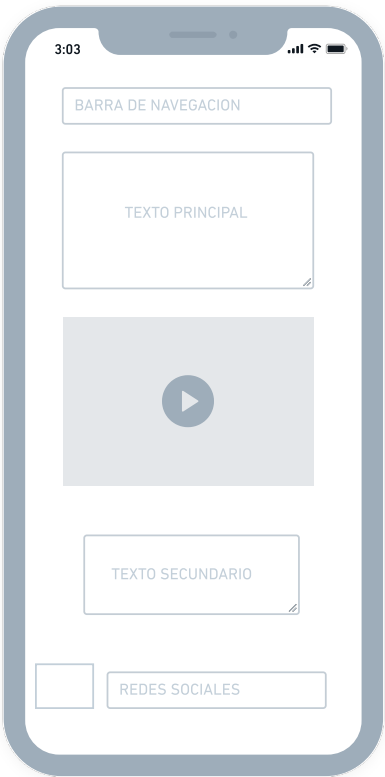 3:03
BARRA DE NAVEGACION
TEXTO PRINCIPAL
TEXTO SECUNDARIO
REDES SOCIALES